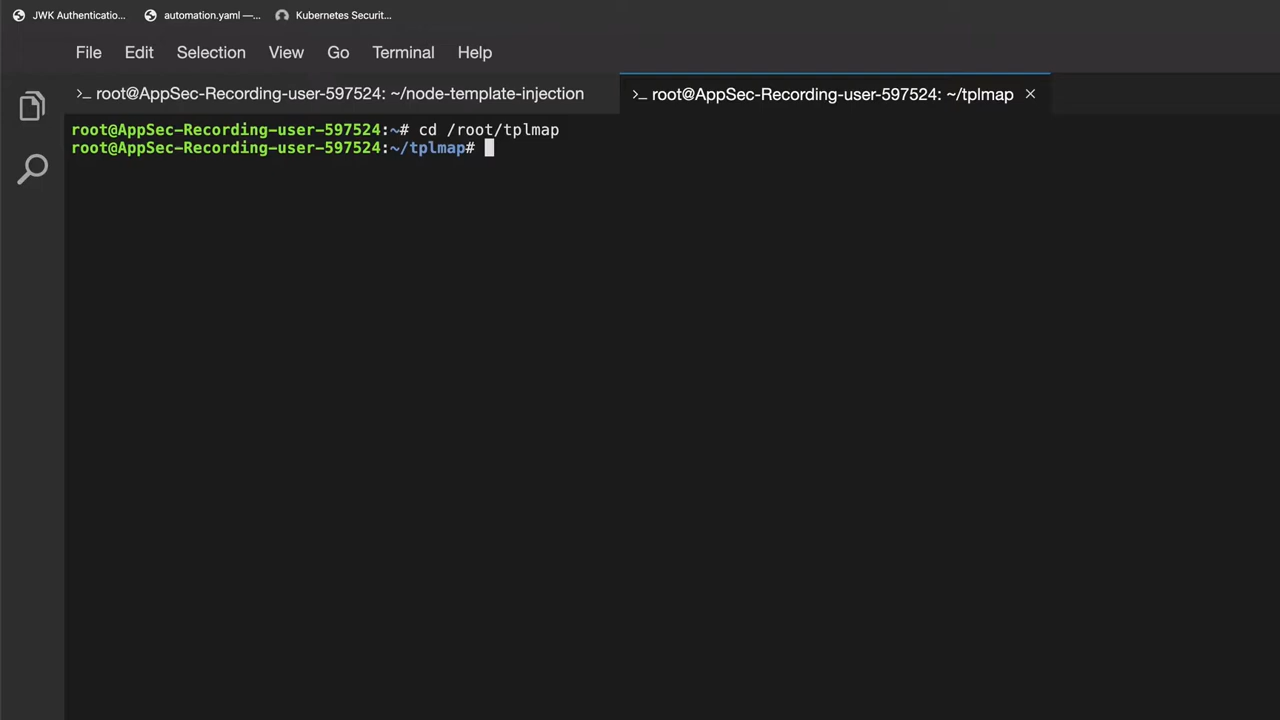 JWK Authenticatio... automation.yaml —... Kubernetes Securit...
File Edit Selection View Go Terminal Help
>_ root@AppSec-Recording-user-597524: ~/node-template-injection >_ root@AppSec-Recording-user-597524: ~/tplmap ×
root@AppSec-Recording-user-597524:~# cd /root/tplmap
root@AppSec-Recording-user-597524:~/tplmap#